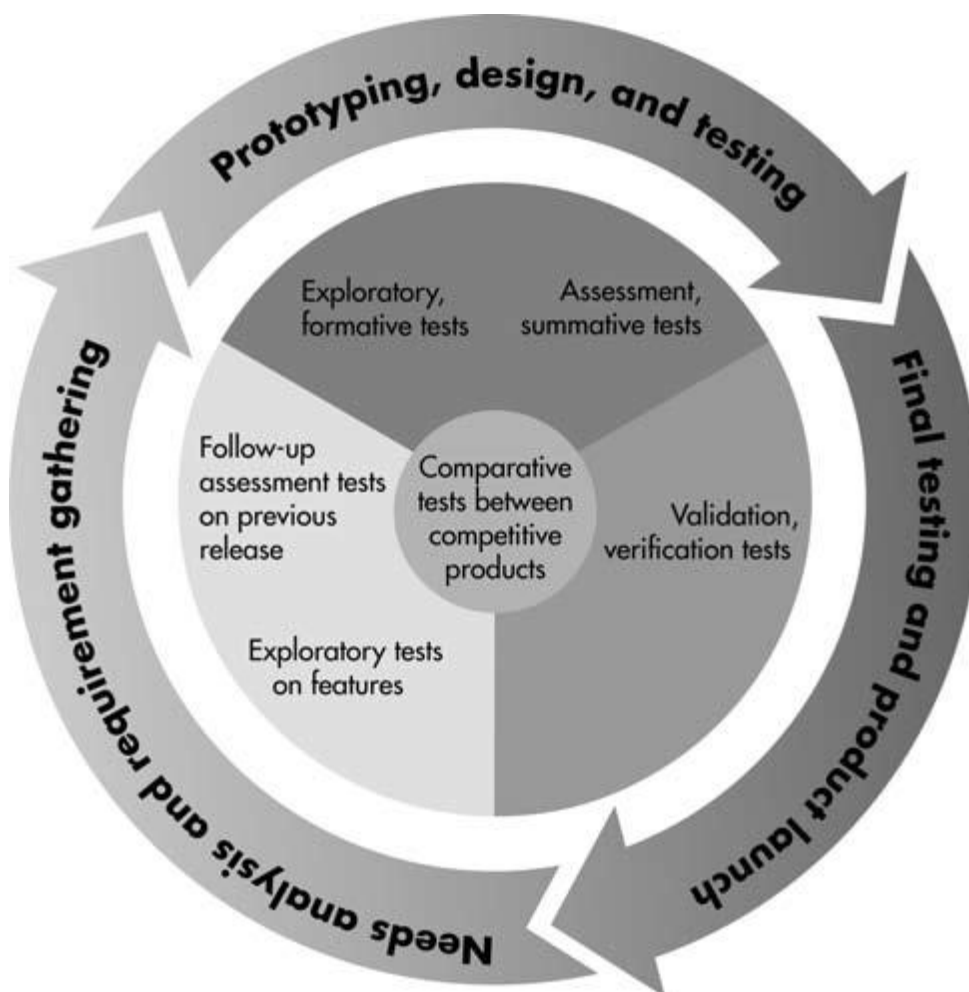 Prototyping, design, and testing
Final testing and product launch
Needs analysis and requirement gathering
Exploratory,
formative tests
Assessment,
summative tests
Follow-up
assessment tests
on previous
release
Exploratory tests
on features
Comparative
tests between
competitive
products
Validation,
verification tests